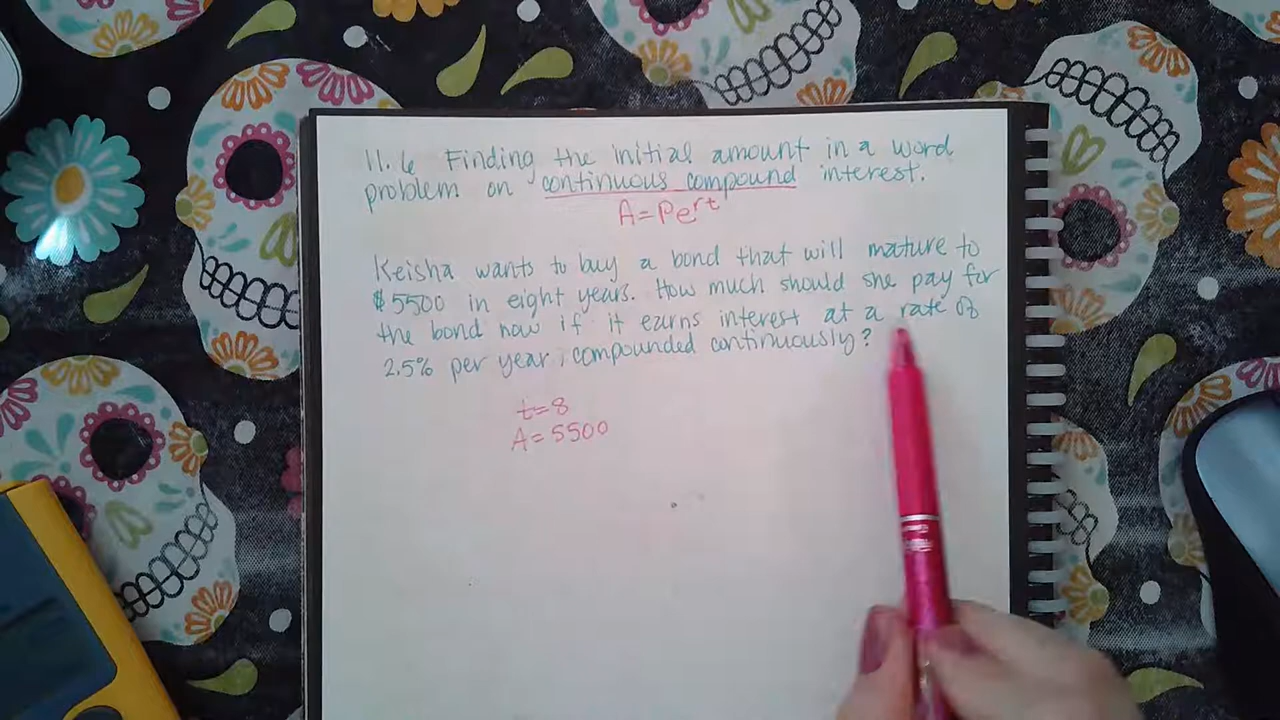 11.6 Finding the initial amount in a word
problem on continuous compound interest.
A=Pe^rt
Keisha wants to buy a bond that will mature to
$5500 in eight years. How much should she pay for
the bond now if it earns interest at a rate of
2.5% per year, compounded continuously?
t=8
A=5500